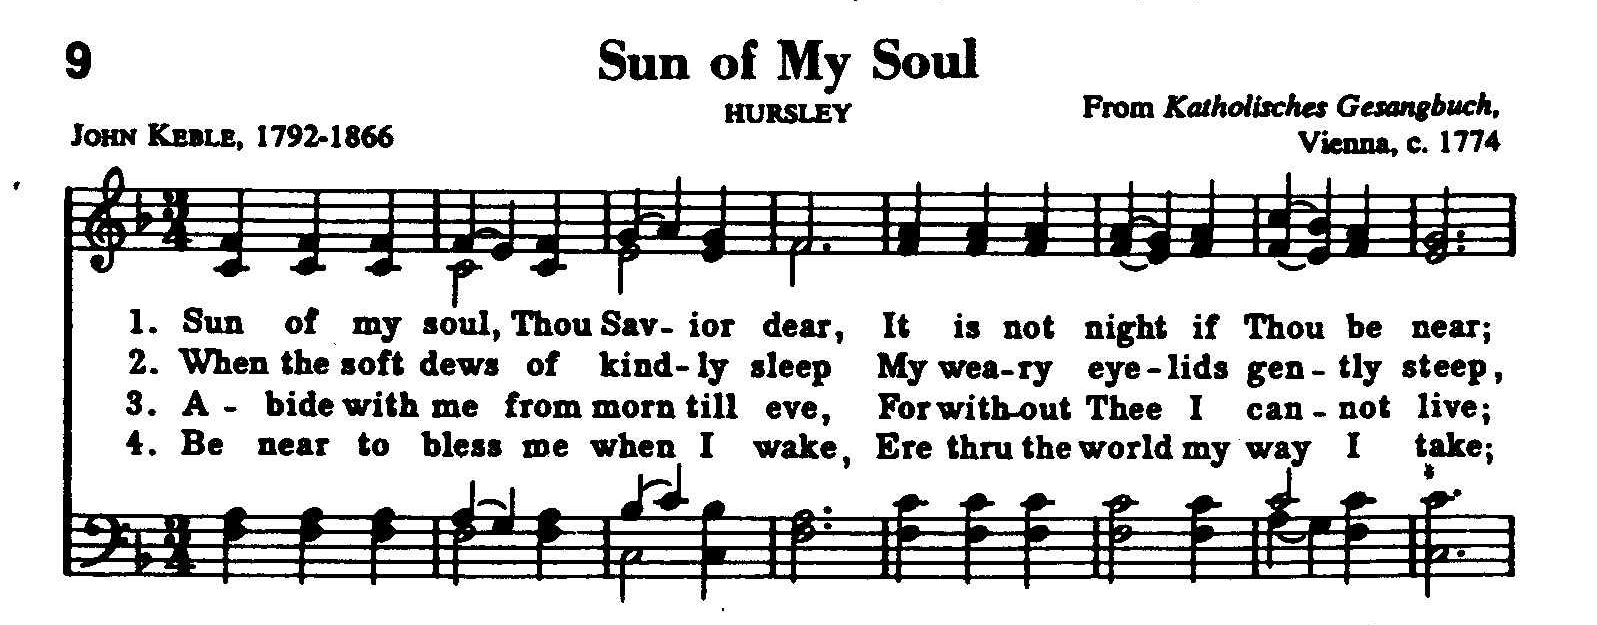 9
Sun of My Soul
HURSLEY
JOHN KEBLE, 1792-1866
From Katholisches Gesangbuch,
Vienna, c. 1774
1. Sun of my soul, Thou Sav- ior dear, It is not night if Thou be near;
2. When the soft dews of kind- ly sleep My wea-ry eye-lids gen- tly steep,
3. A - bide with me from morn till eve, For with-out Thee I can - not live;
4. Be near to bless me when I wake, Ere thru the world my way I take;